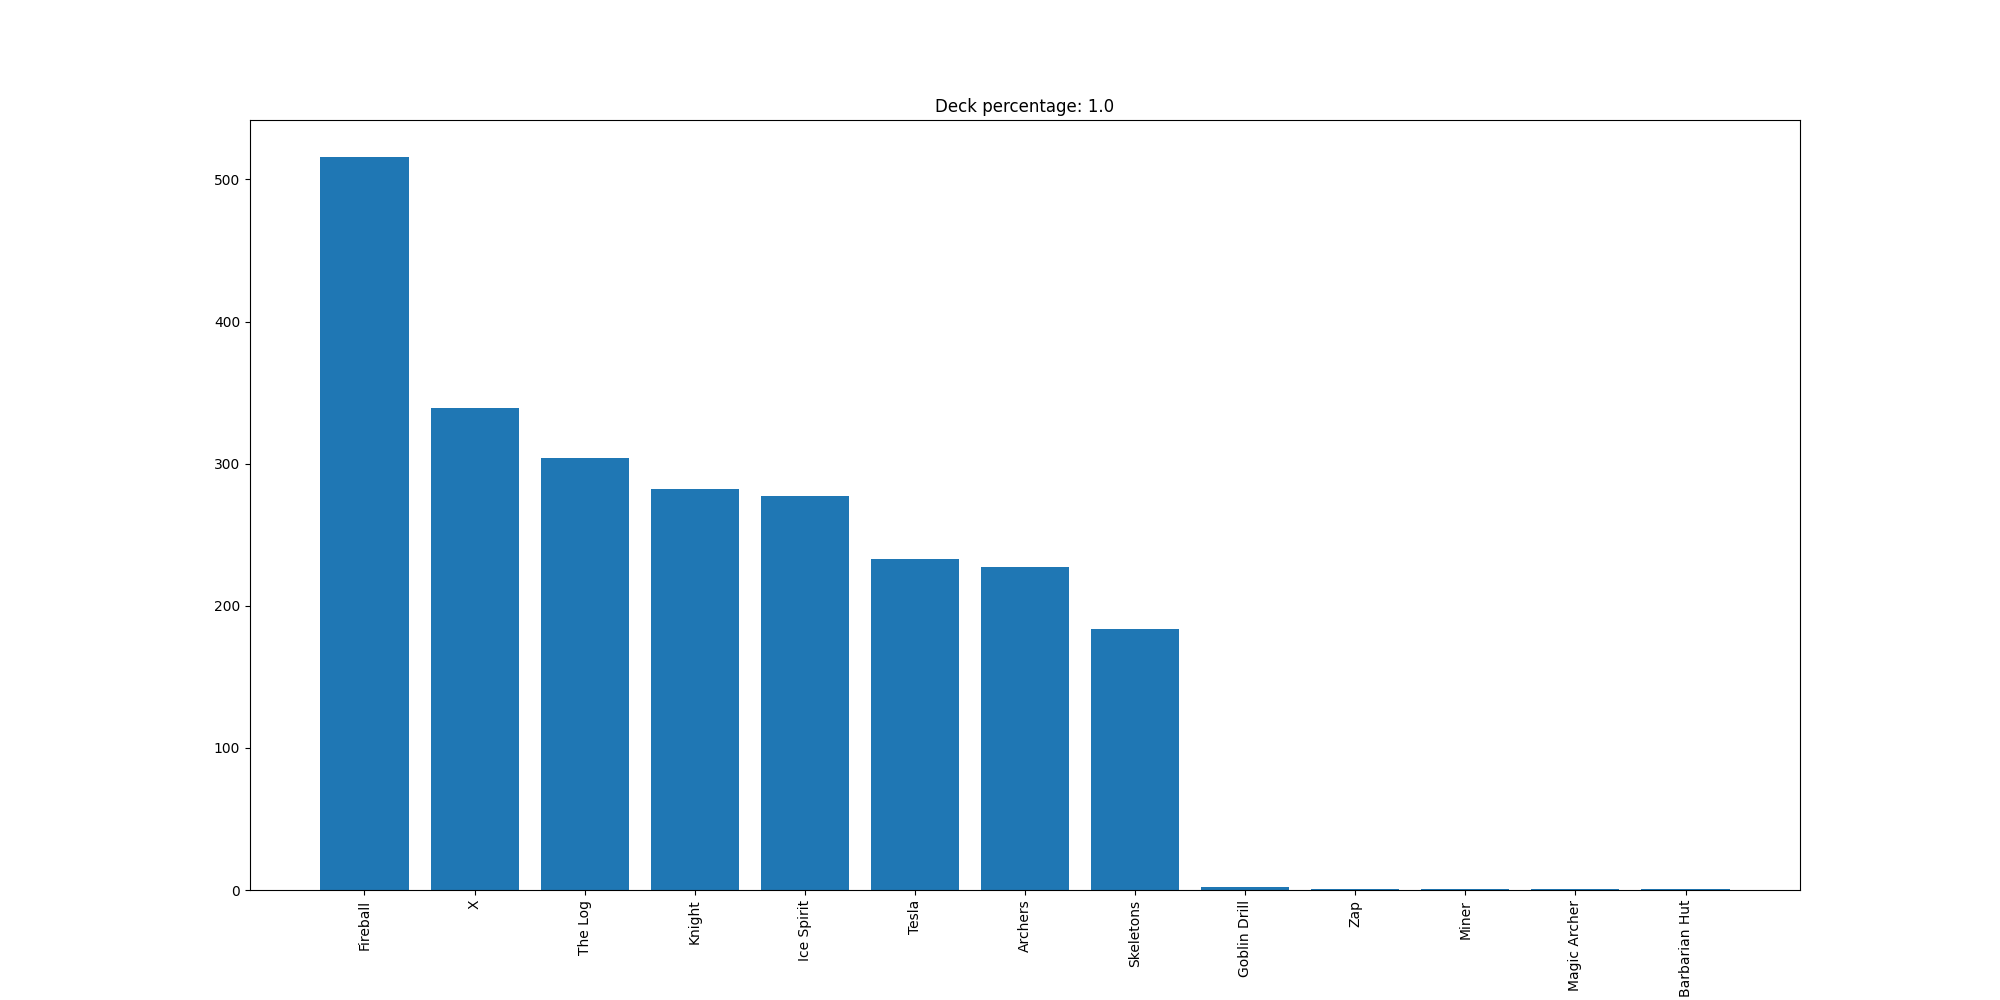 Deck percentage: 1.0
500
400
300
200
100
0
Fireball
X
The Log
Knight
Ice Spirit
Tesla
Archers
Skeletons
Goblin Drill
Zap
Miner
Magic Archer
Barbarian Hut